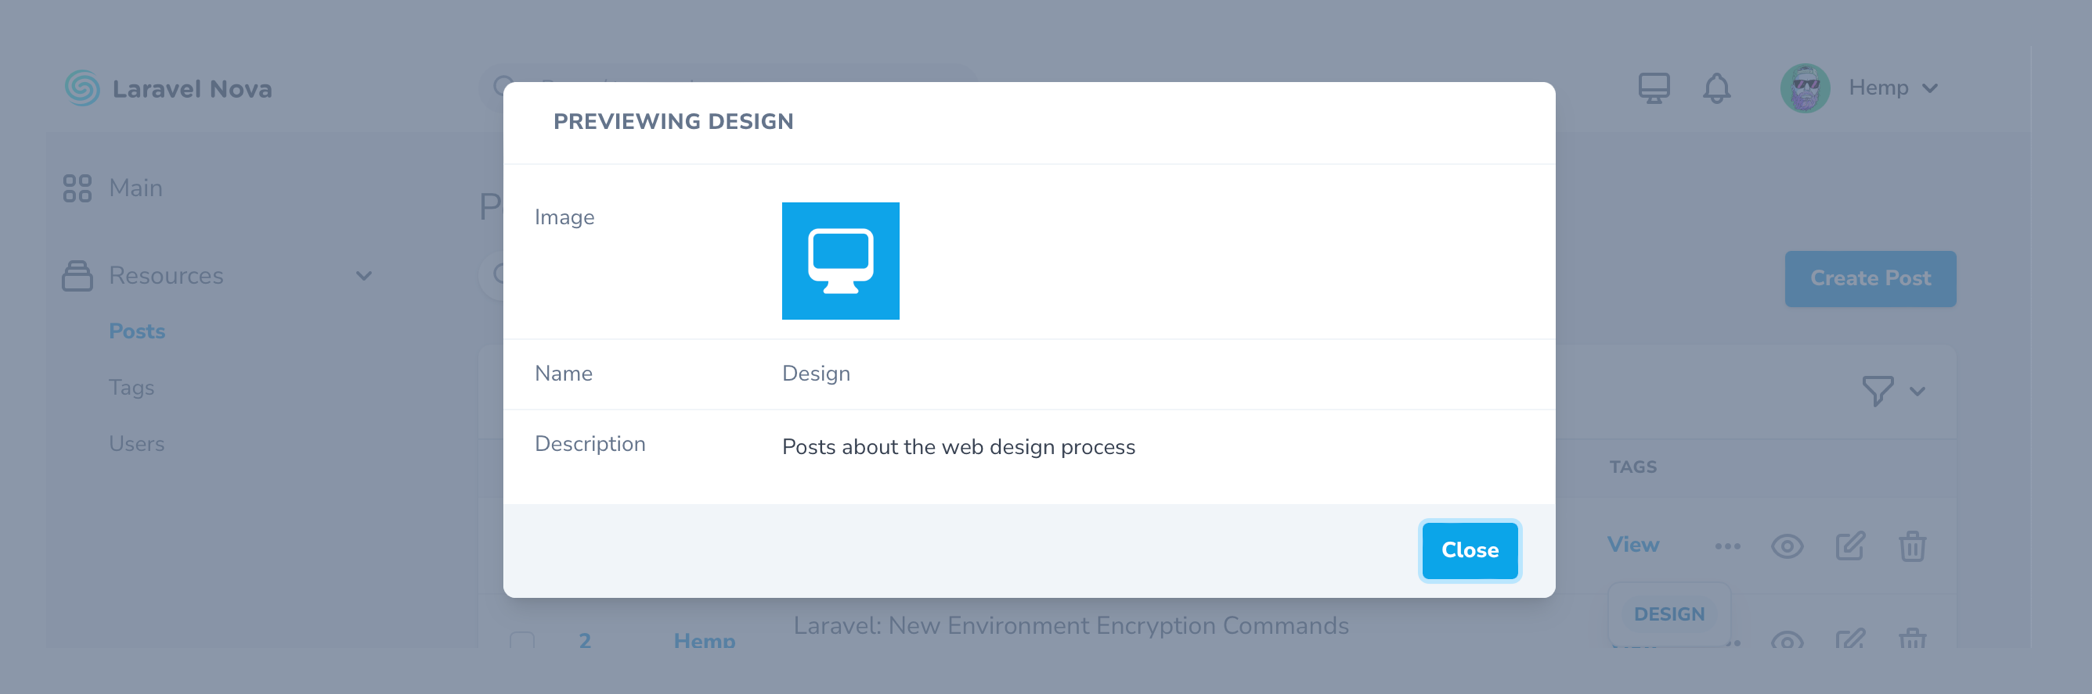 Laravel Nova
Hemp
PREVIEWING DESIGN
Main
Image
Resources
Create Post
Posts
Name
Design
Tags
Description
Posts about the web design process
Users
TAGS
Close
View
DESIGN
2
Hemp
Laravel: New Environment Encryption Commands